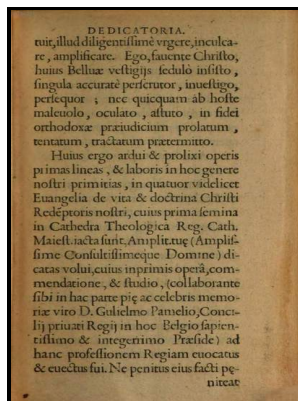 DEDICATORIA.
tuit, illud diligentissimè vrgere, inculca-
re, amplificare. Ego, fauente Christo,
huius Belluæ vestigijs sedulò insisto,
singula accuratè perscrutor, inuestigo,
persequor ; nec quicquam ab hoste
maleuolo, oculato, astuto, in fidei
orthodoxæ præiudicium prolatum,
tentatum, tractatum prætermitto.
Huius ergo ardui & prolixi operis
primas lineas, & laboris in hoc genere
nostri primitias, in quatuor videlicet
Euangelia de vita & doctrina Christi
Redēptoris nostri, cuius prima semina
in Cathedra Theologica Reg. Cath.
Maiest. iacta sunt, Amplit. tuę (Amplis-
sime Consultissimeque Domine) di-
catas volui, cuius inprimis operâ, com-
mendatione, & studio, (collaborante
sibi in hac parte pię ac celebris memo-
riæ viro D. Gulielmo Pamelio, Conci-
lij priuati Regij in hoc Belgio sapien-
tissimo & integerrimo Præside) ad
hanc professionem Regiam euocatus
& euectus fui. Ne penitus eius facti pę-
niteat